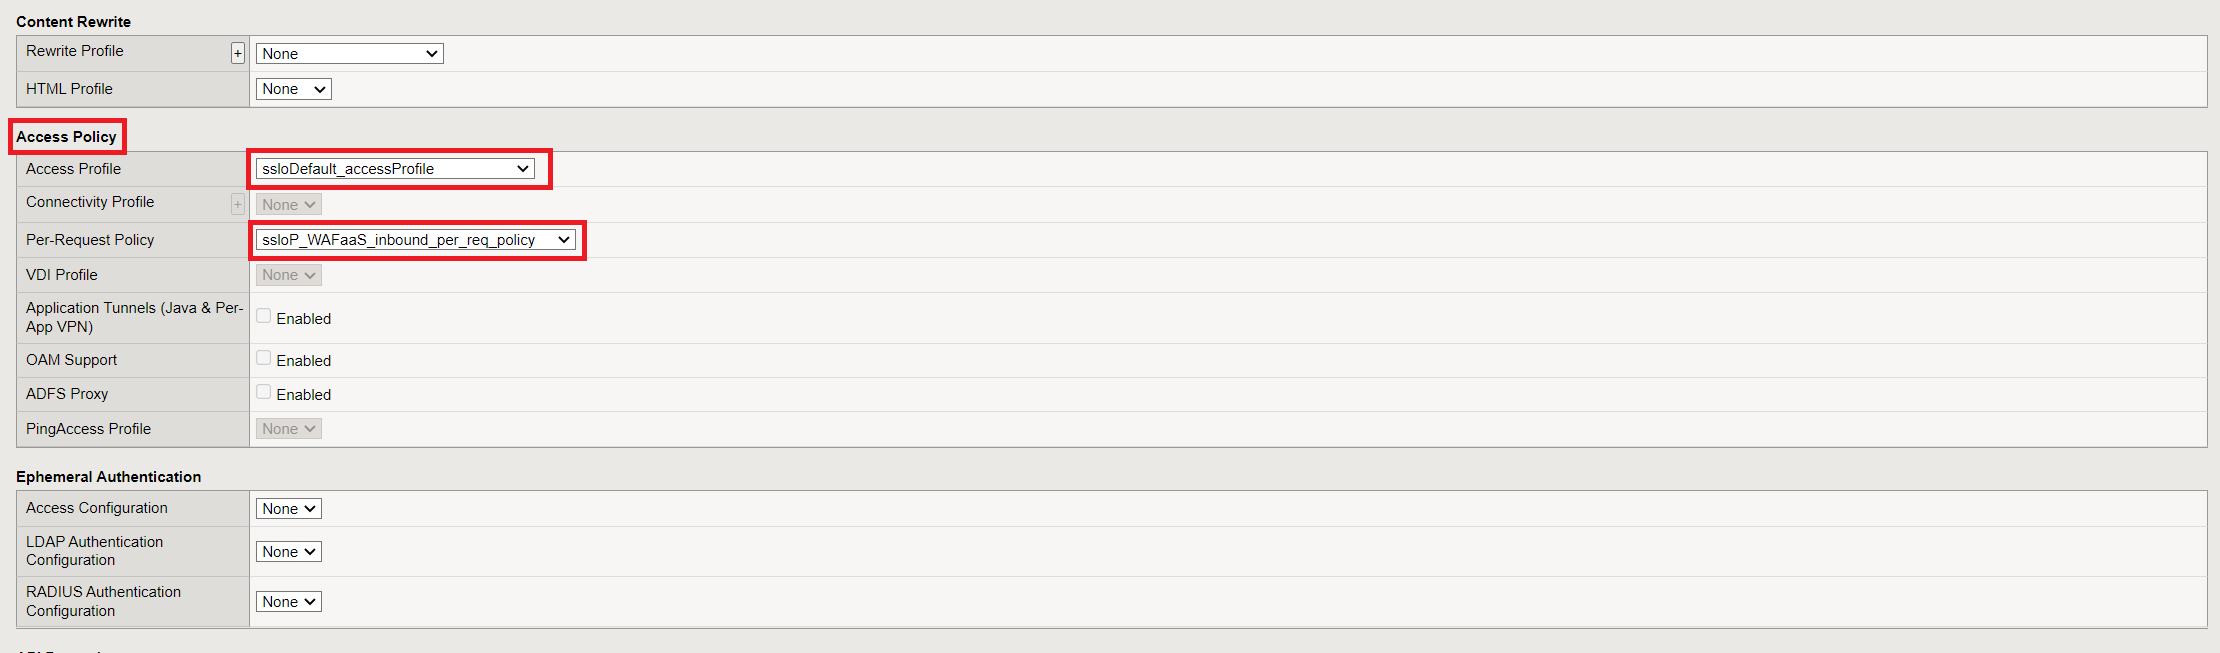 Content Rewrite
Rewrite Profile + None
HTML Profile None
Access Policy
Access Profile ssloDefault_accessProfile
Connectivity Profile + None
Per-Request Policy ssloP_WAFaaS_inbound_per_req_policy
VDI Profile None
Application Tunnels (Java & Per-
App VPN) Enabled
OAM Support Enabled
ADFS Proxy Enabled
PingAccess Profile None
Ephemeral Authentication
Access Configuration None
LDAP Authentication
Configuration None
RADIUS Authentication
Configuration None